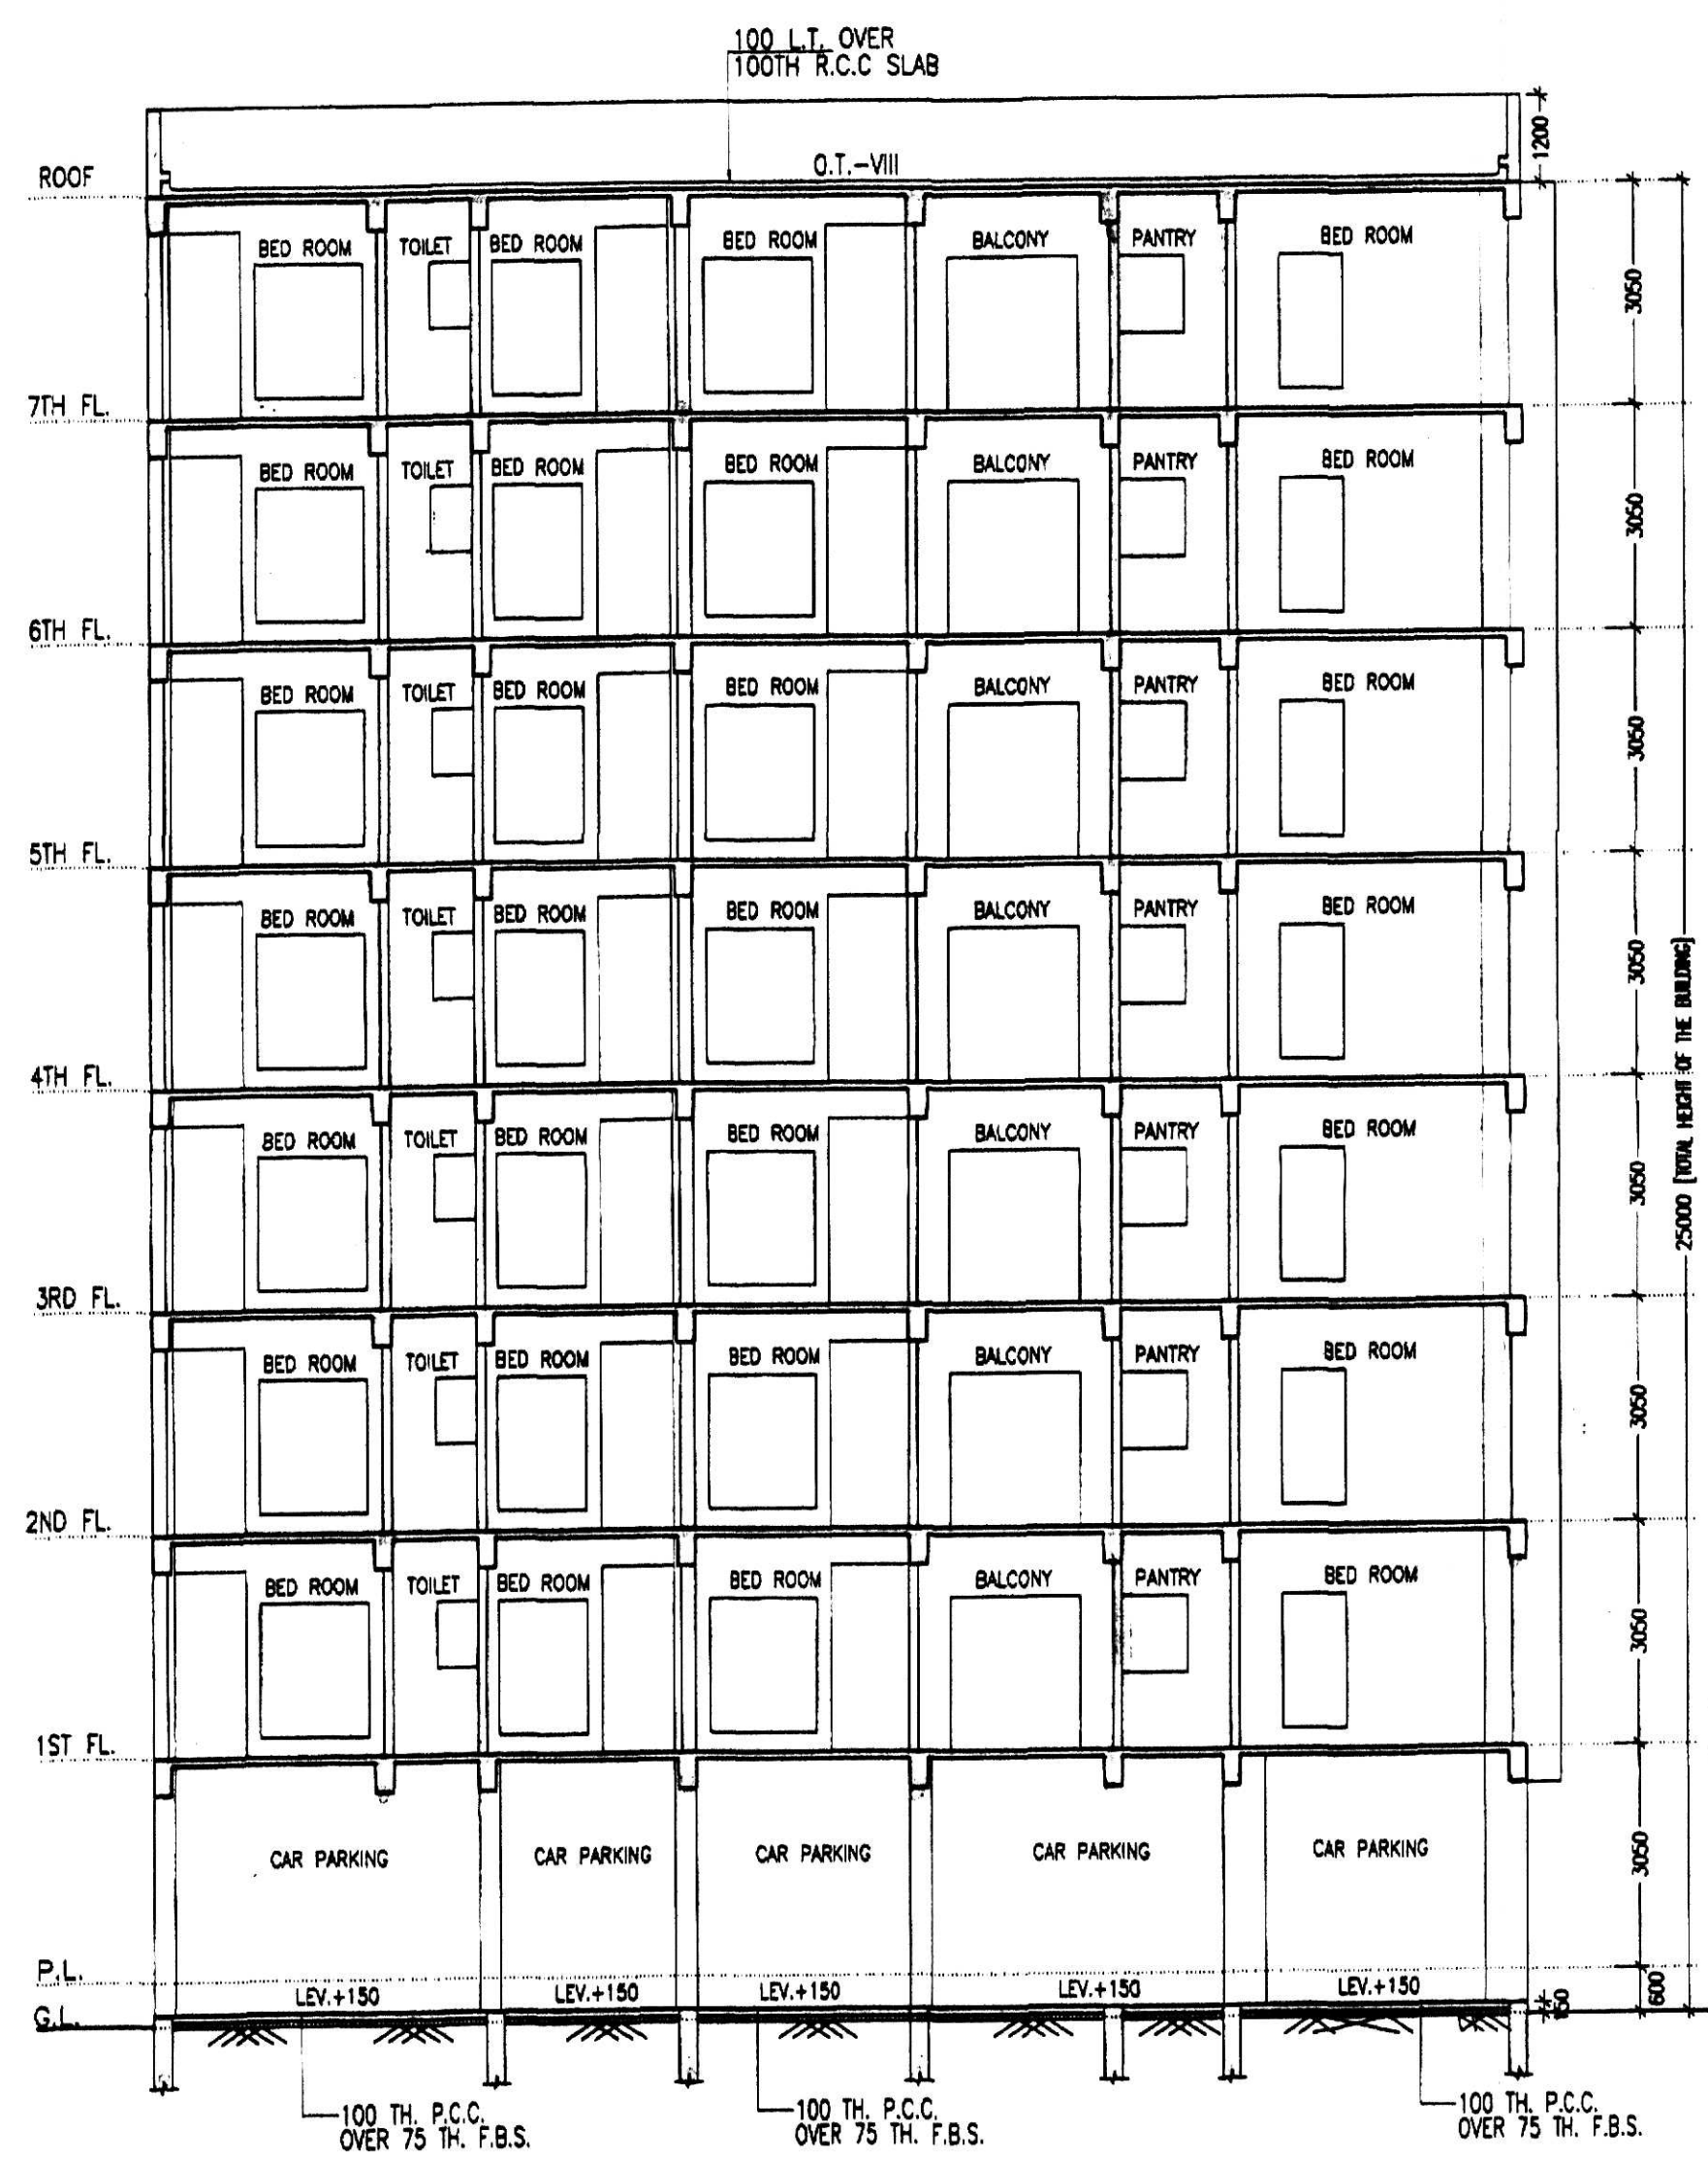 100 L.T. OVER
100TH R.C.C SLAB
1200
ROOF
O.T.-VIII
BED ROOM TOILET BED ROOM BED ROOM BALCONY PANTRY BED ROOM
3050
7TH FL.
BED ROOM TOILET BED ROOM BED ROOM BALCONY PANTRY BED ROOM
3050
6TH FL.
BED ROOM TOILET BED ROOM BED ROOM BALCONY PANTRY BED ROOM
3050
5TH FL.
BED ROOM TOILET BED ROOM BED ROOM BALCONY PANTRY BED ROOM
3050
25000 [TOTAL HEIGHT OF THE BUILDING]
4TH FL.
BED ROOM TOILET BED ROOM BED ROOM BALCONY PANTRY BED ROOM
3050
3RD FL.
BED ROOM TOILET BED ROOM BED ROOM BALCONY PANTRY BED ROOM
3050
2ND FL.
BED ROOM TOILET BED ROOM BED ROOM BALCONY PANTRY BED ROOM
3050
1ST FL.
CAR PARKING CAR PARKING CAR PARKING CAR PARKING CAR PARKING
3050
P.L.
LEV.+150 LEV.+150 LEV.+150 LEV.+150 LEV.+150
150
600
G.L.
100 TH. P.C.C.
OVER 75 TH. F.B.S.
100 TH. P.C.C.
OVER 75 TH. F.B.S.
100 TH. P.C.C.
OVER 75 TH. F.B.S.